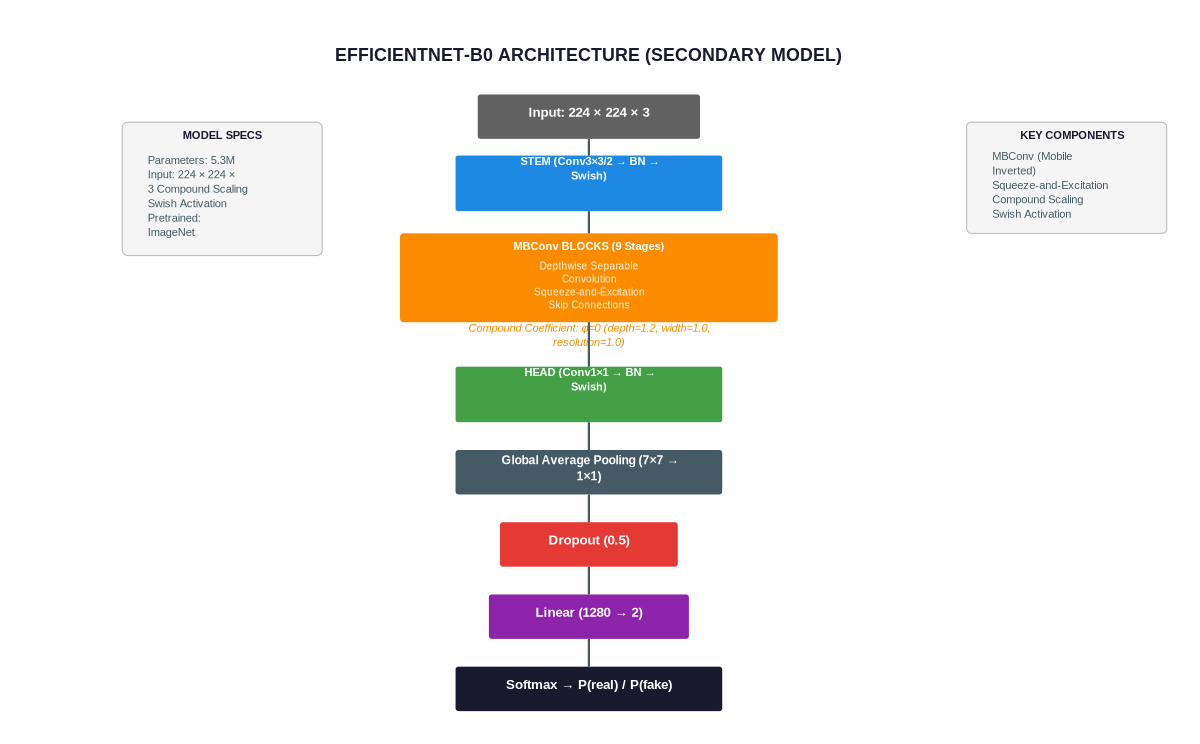 EFFICIENTNET-B0 ARCHITECTURE (SECONDARY MODEL)
Input: 224 × 224 × 3
MODEL SPECS
Parameters: 5.3M
Input: 224 × 224 ×
3 Compound Scaling
Swish Activation
Pretrained:
ImageNet
KEY COMPONENTS
MBConv (Mobile
Inverted)
Squeeze-and-Excitation
Compound Scaling
Swish Activation
STEM (Conv3×3/2 → BN →
Swish)
MBConv BLOCKS (9 Stages)
Depthwise Separable
Convolution
Squeeze-and-Excitation
Skip Connections
Compound Coefficient: φ=0 (depth=1.2, width=1.0,
resolution=1.0)
HEAD (Conv1×1 → BN →
Swish)
Global Average Pooling (7×7 →
1×1)
Dropout (0.5)
Linear (1280 → 2)
Softmax → P(real) / P(fake)